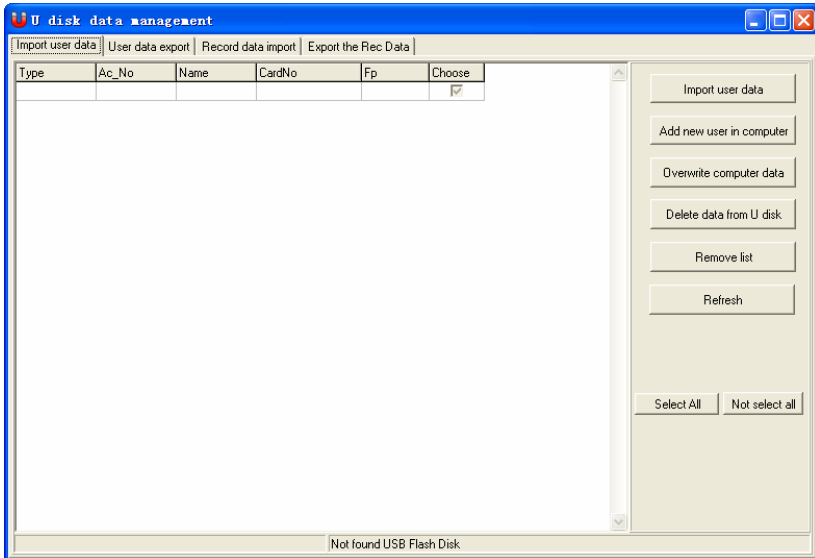 U disk data management
Import user data User data export Record data import Export the Rec Data
Type Ac_No Name CardNo Fp Choose
Import user data
Add new user in computer
Overwrite computer data
Delete data from U disk
Remove list
Refresh
Select All Not select all
Not found USB Flash Disk